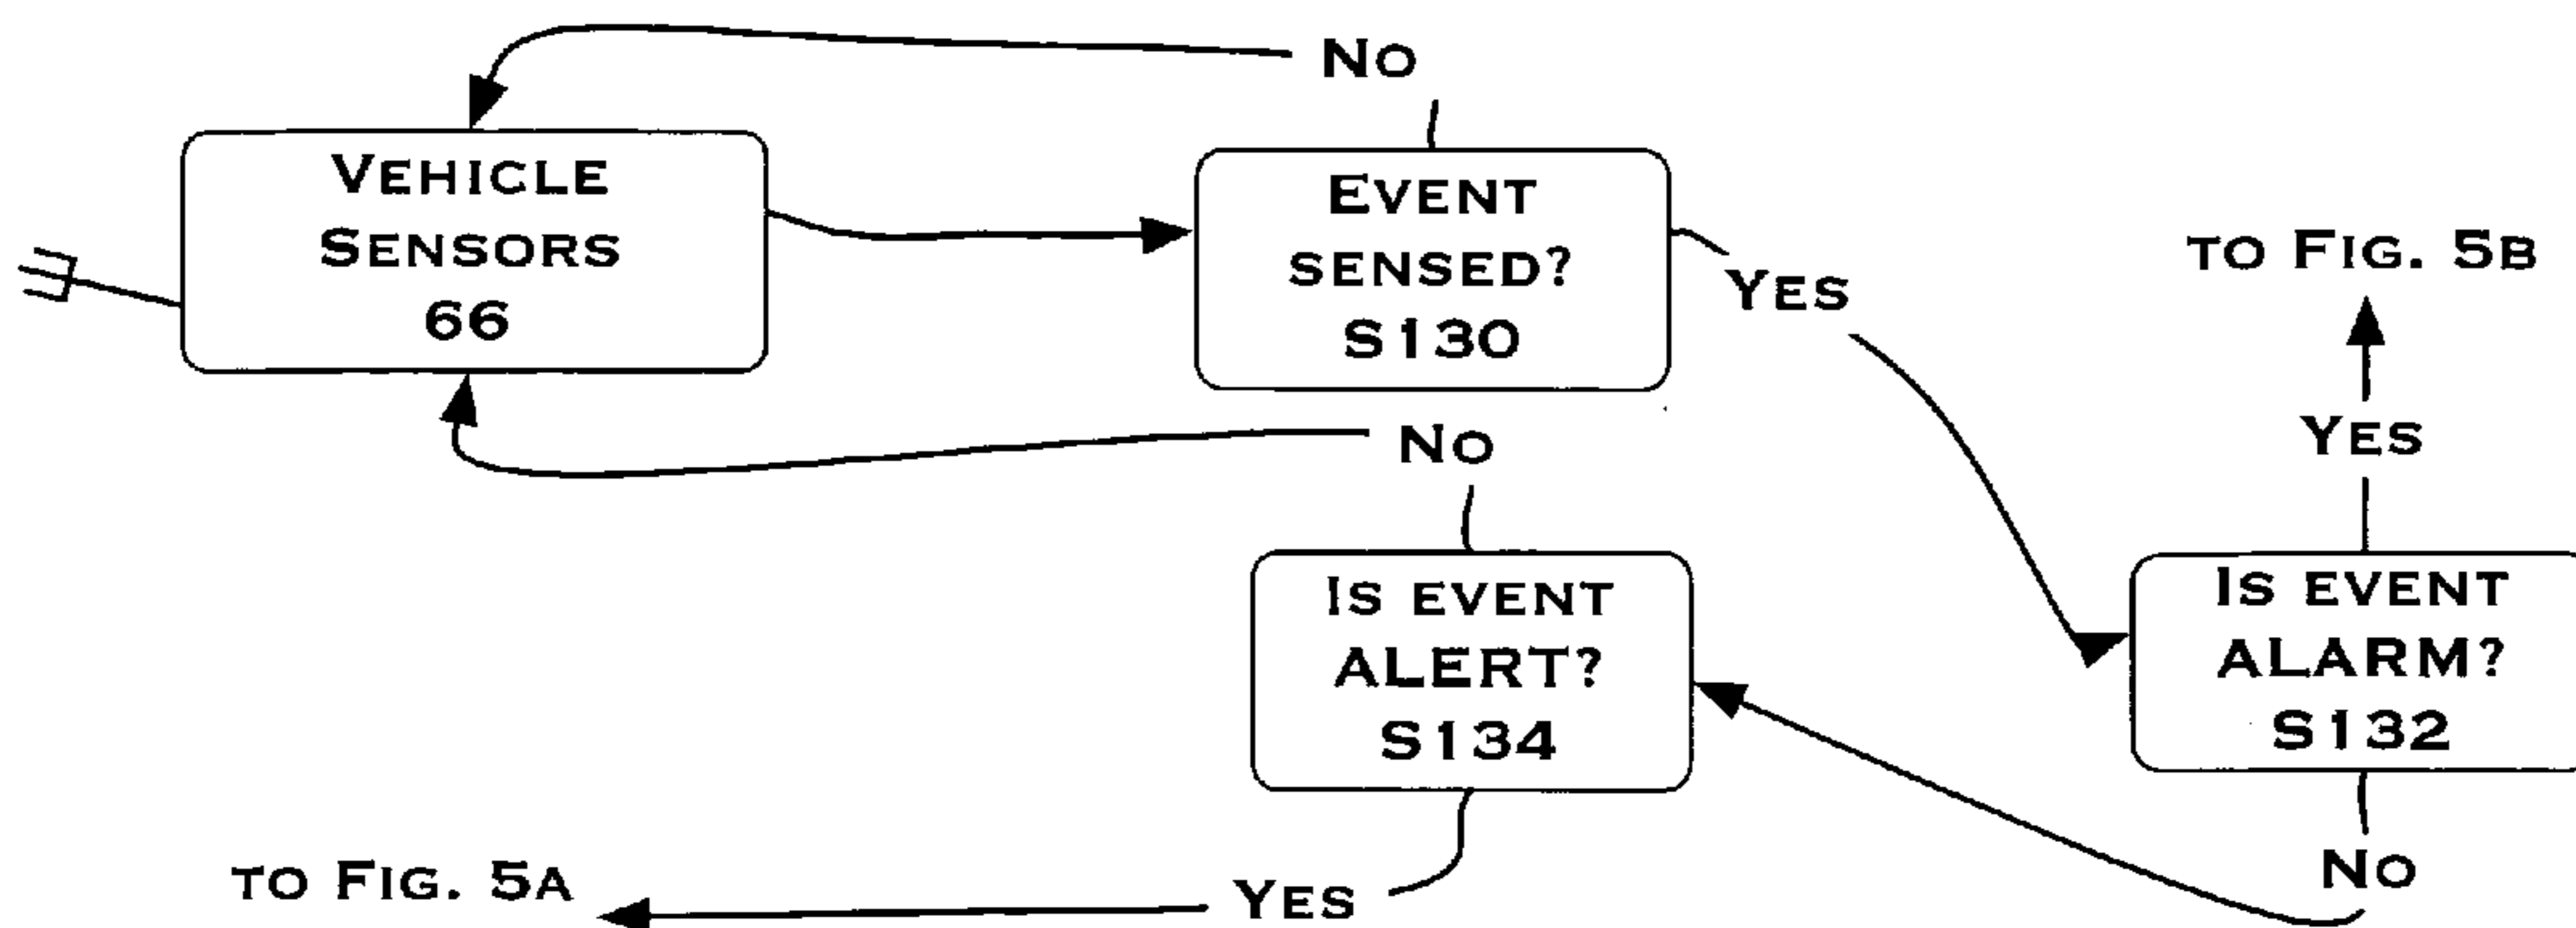 NO
VEHICLE
SENSORS
66
EVENT
SENSED?
S130
YES
TO FIG. 5B
YES
NO
IS EVENT
ALERT?
S134
IS EVENT
ALARM?
S132
NO
YES
TO FIG. 5A